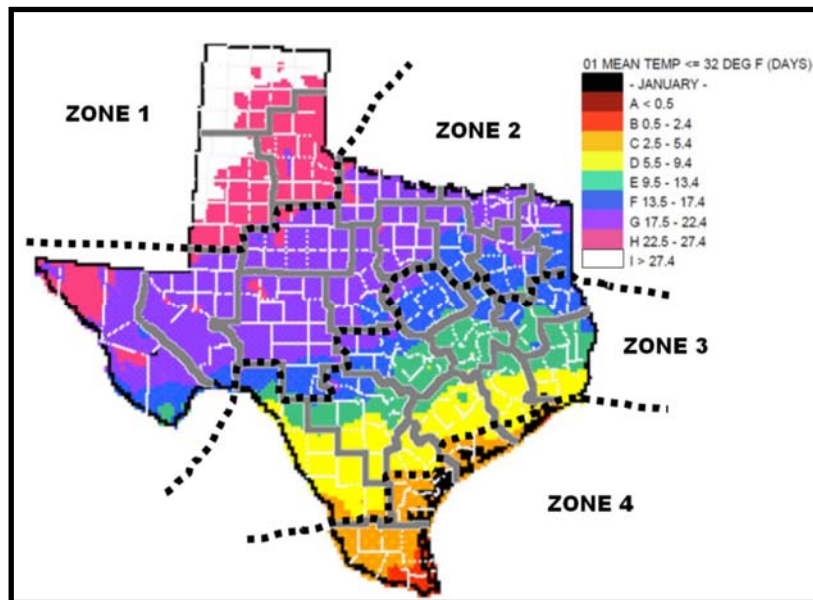 01 MEAN TEMP <= 32 DEG F (DAYS)
- JANUARY -
A < 0.5
B 0.5 - 2.4
C 2.5 - 5.4
D 5.5 - 9.4
E 9.5 - 13.4
F 13.5 - 17.4
G 17.5 - 22.4
H 22.5 - 27.4
I > 27.4
ZONE 1
ZONE 2
ZONE 3
ZONE 4